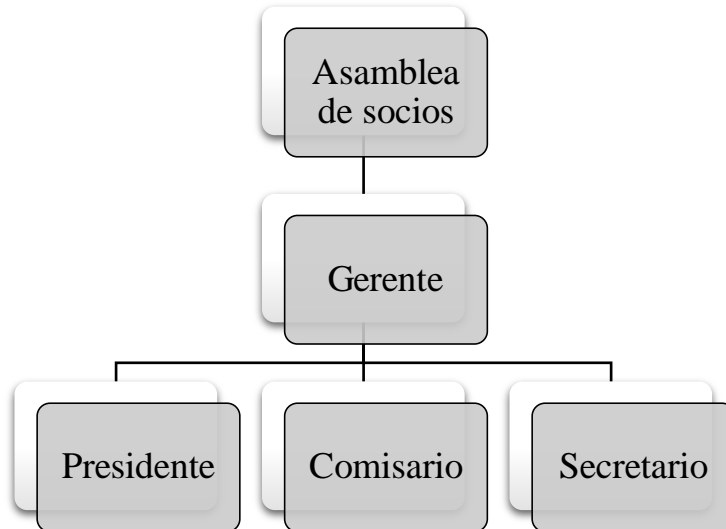 Asamblea
de socios
Gerente
Presidente
Comisario
Secretario